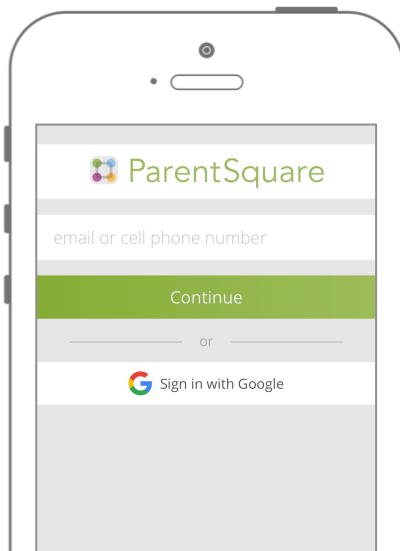 ParentSquare
email or cell phone number
Continue
or
Sign in with Google